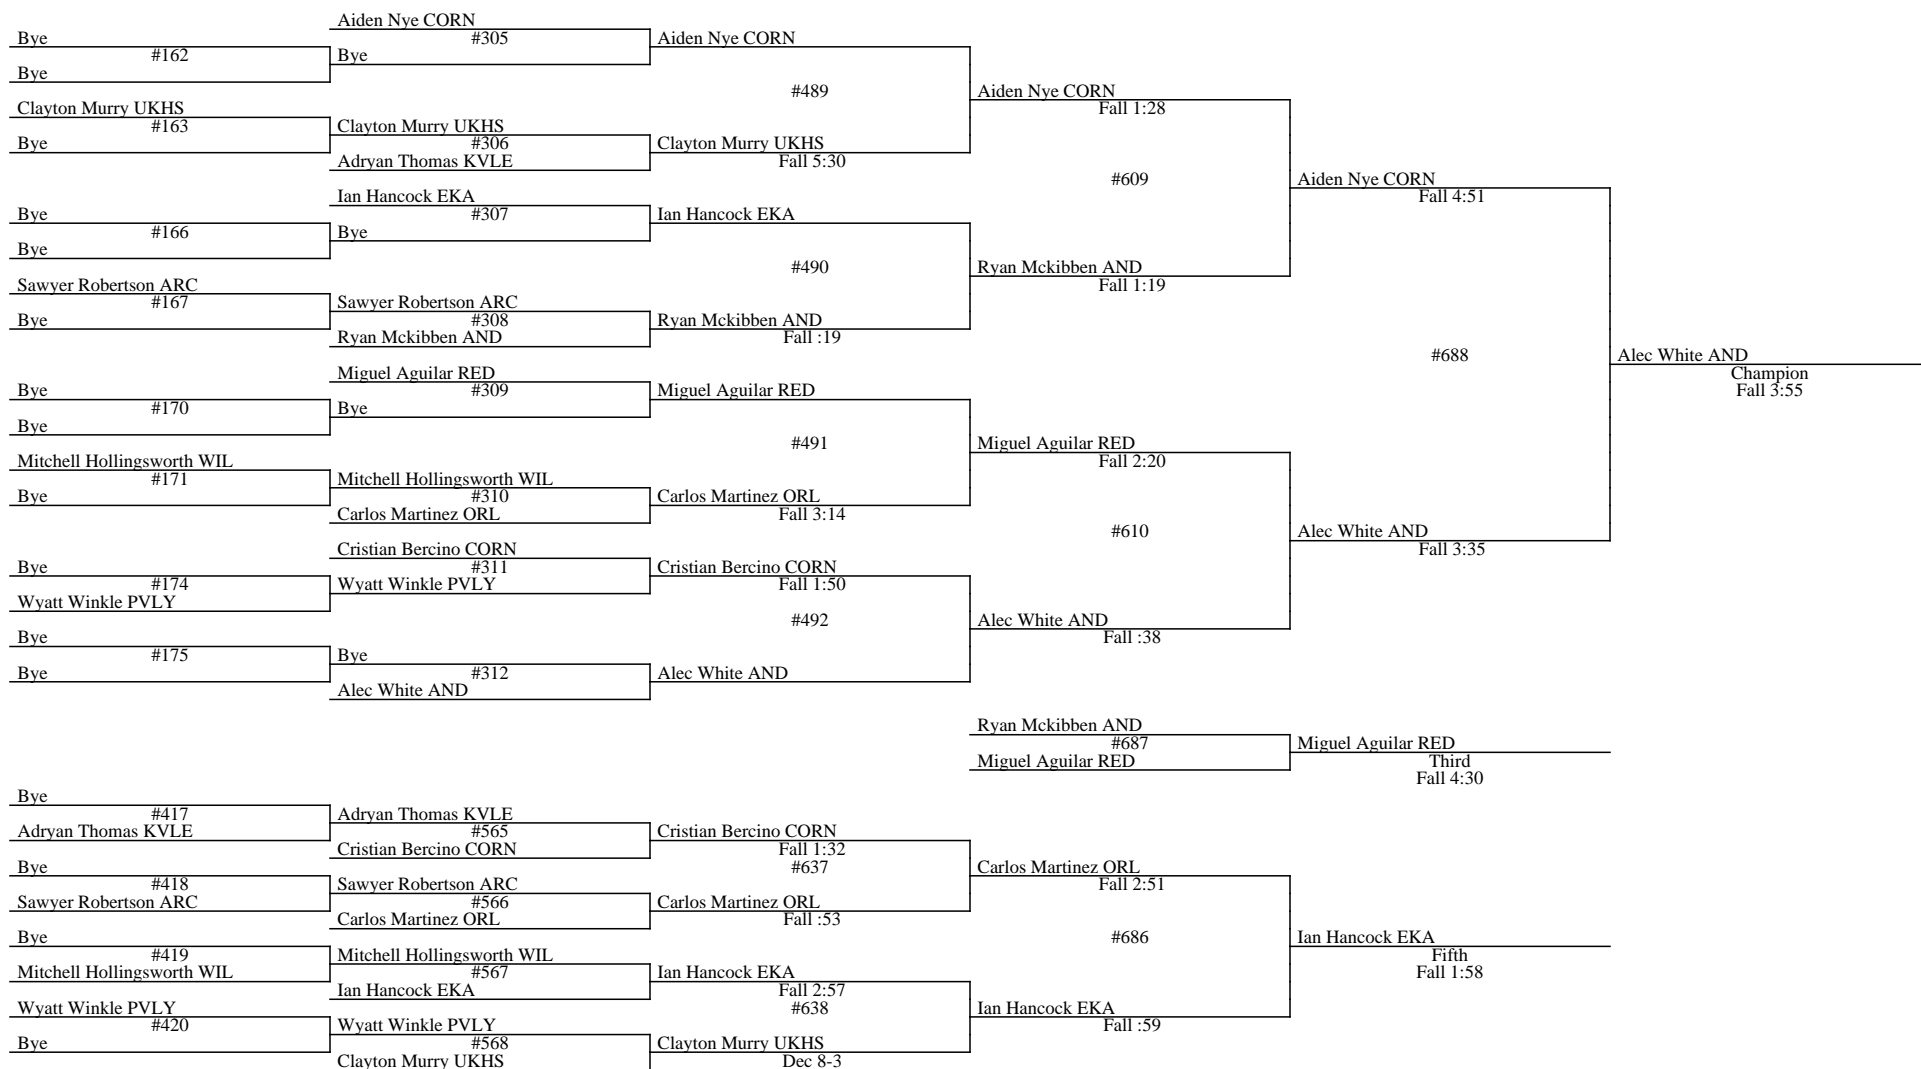 Bye
#162
Bye
Clayton Murry UKHS
#163
Bye
Bye
#166
Bye
Sawyer Robertson ARC
#167
Bye
Bye
#170
Bye
Mitchell Hollingsworth WIL
#171
Bye
Bye
#174
Wyatt Winkle PVLY
Bye
#175
Bye
Aiden Nye CORN
#305
Bye
Clayton Murry UKHS
#306
Adryan Thomas KVLE
Ian Hancock EKA
#307
Bye
Sawyer Robertson ARC
#308
Ryan Mckibben AND
Miguel Aguilar RED
#309
Bye
Mitchell Hollingsworth WIL
#310
Carlos Martinez ORL
Cristian Bercino CORN
#311
Wyatt Winkle PVLY
Bye
#312
Alec White AND
Aiden Nye CORN
#489
Clayton Murry UKHS
Fall 5:30
Ian Hancock EKA
#490
Ryan Mckibben AND
Fall :19
Miguel Aguilar RED
#491
Carlos Martinez ORL
Fall 3:14
Cristian Bercino CORN
Fall 1:50
#492
Alec White AND
Aiden Nye CORN
Fall 1:28
#609
Ryan Mckibben AND
Fall 1:19
Miguel Aguilar RED
Fall 2:20
#610
Alec White AND
Fall :38
Aiden Nye CORN
Fall 4:51
#688
Alec White AND
Fall 3:35
Alec White AND
Champion
Fall 3:55
Ryan Mckibben AND
#687
Miguel Aguilar RED
Miguel Aguilar RED
Third
Fall 4:30
Bye
#417
Adryan Thomas KVLE
Bye
#418
Sawyer Robertson ARC
Bye
#419
Mitchell Hollingsworth WIL
Wyatt Winkle PVLY
#420
Bye
Adryan Thomas KVLE
#565
Cristian Bercino CORN
Sawyer Robertson ARC
#566
Carlos Martinez ORL
Mitchell Hollingsworth WIL
#567
Ian Hancock EKA
Wyatt Winkle PVLY
#568
Clayton Murry UKHS
Cristian Bercino CORN
Fall 1:32
#637
Carlos Martinez ORL
Fall :53
Ian Hancock EKA
Fall 2:57
#638
Clayton Murry UKHS
Dec 8-3
Carlos Martinez ORL
Fall 2:51
#686
Ian Hancock EKA
Fall :59
Ian Hancock EKA
Fifth
Fall 1:58